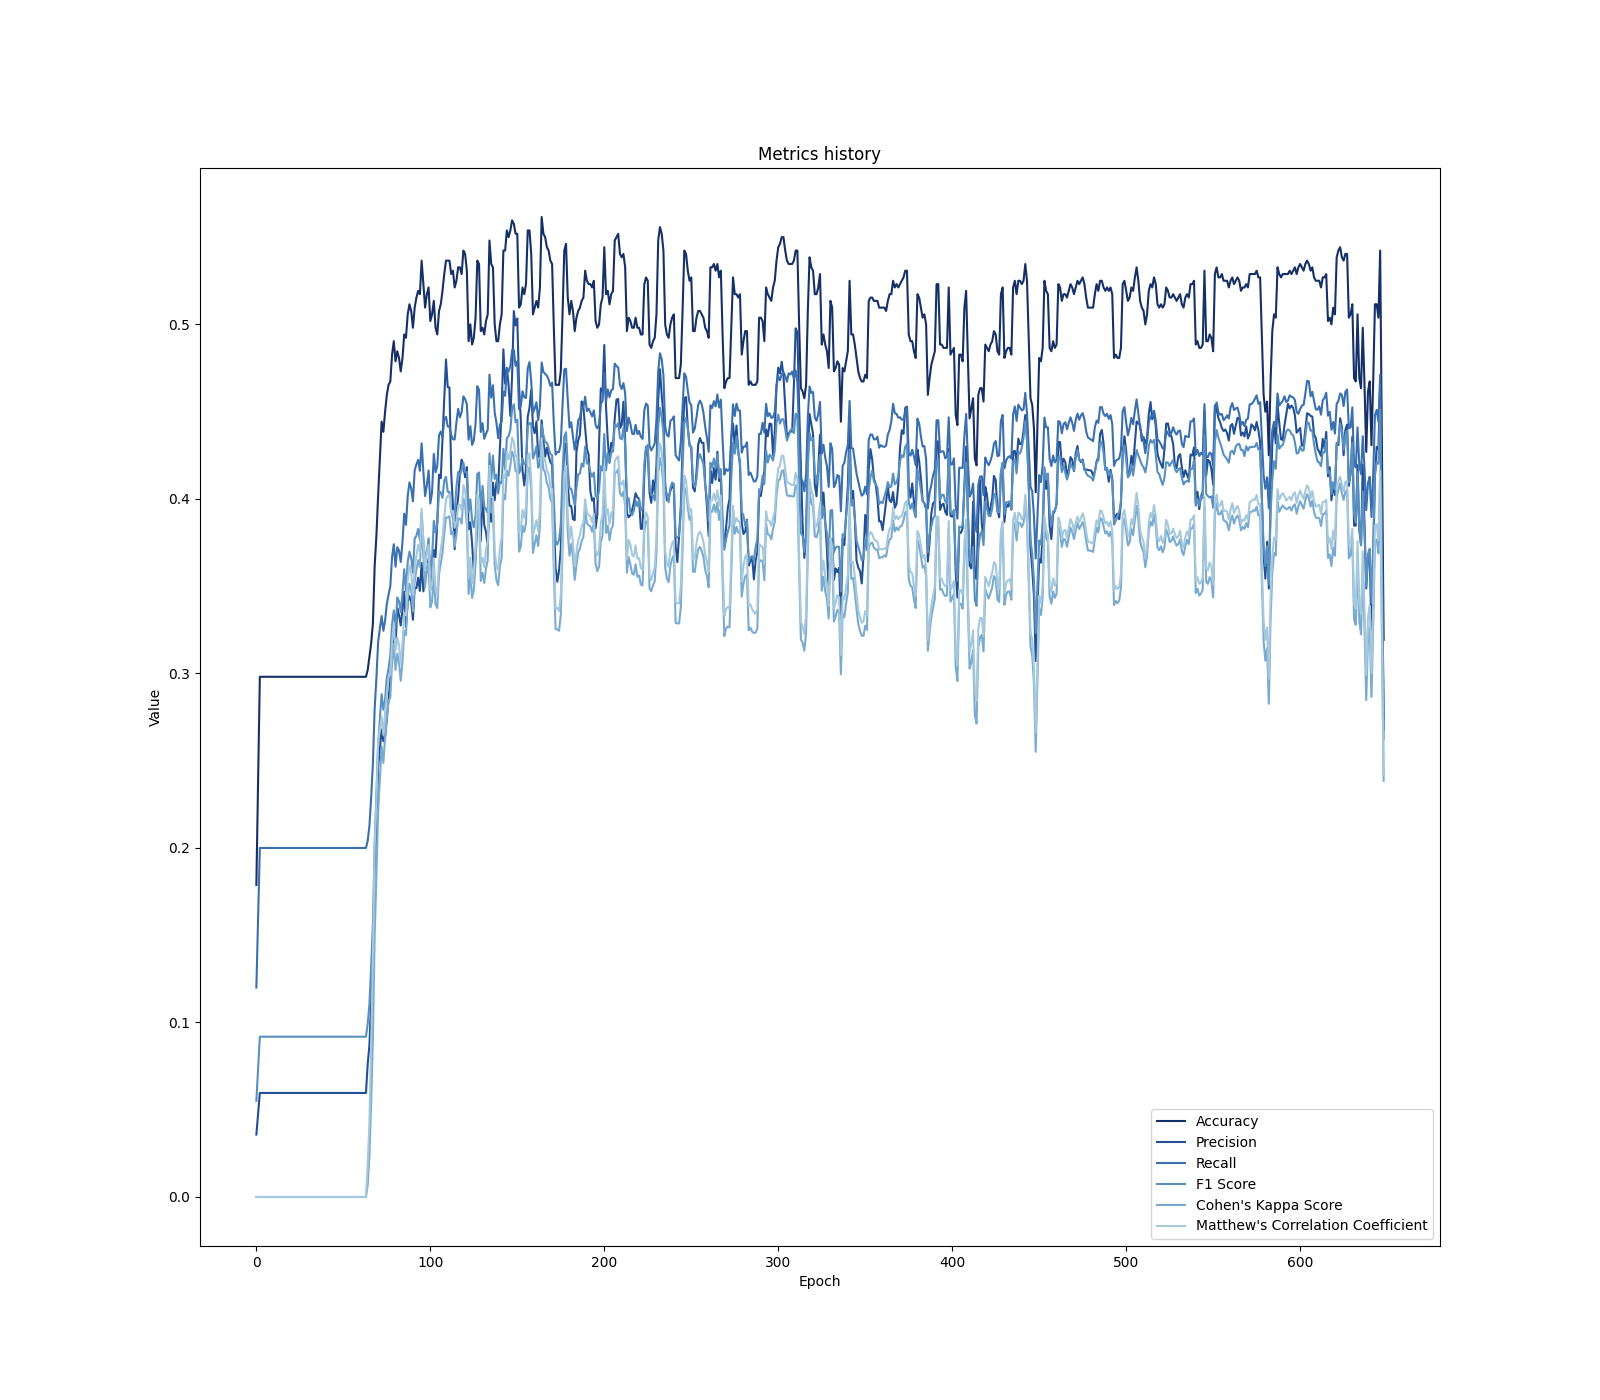 Metrics history
Value
0.5
0.4
0.3
0.2
0.1
0.0
0
100
200
300
400
500
600
Epoch
Accuracy
Precision
Recall
F1 Score
Cohen's Kappa Score
Matthew's Correlation Coefficient